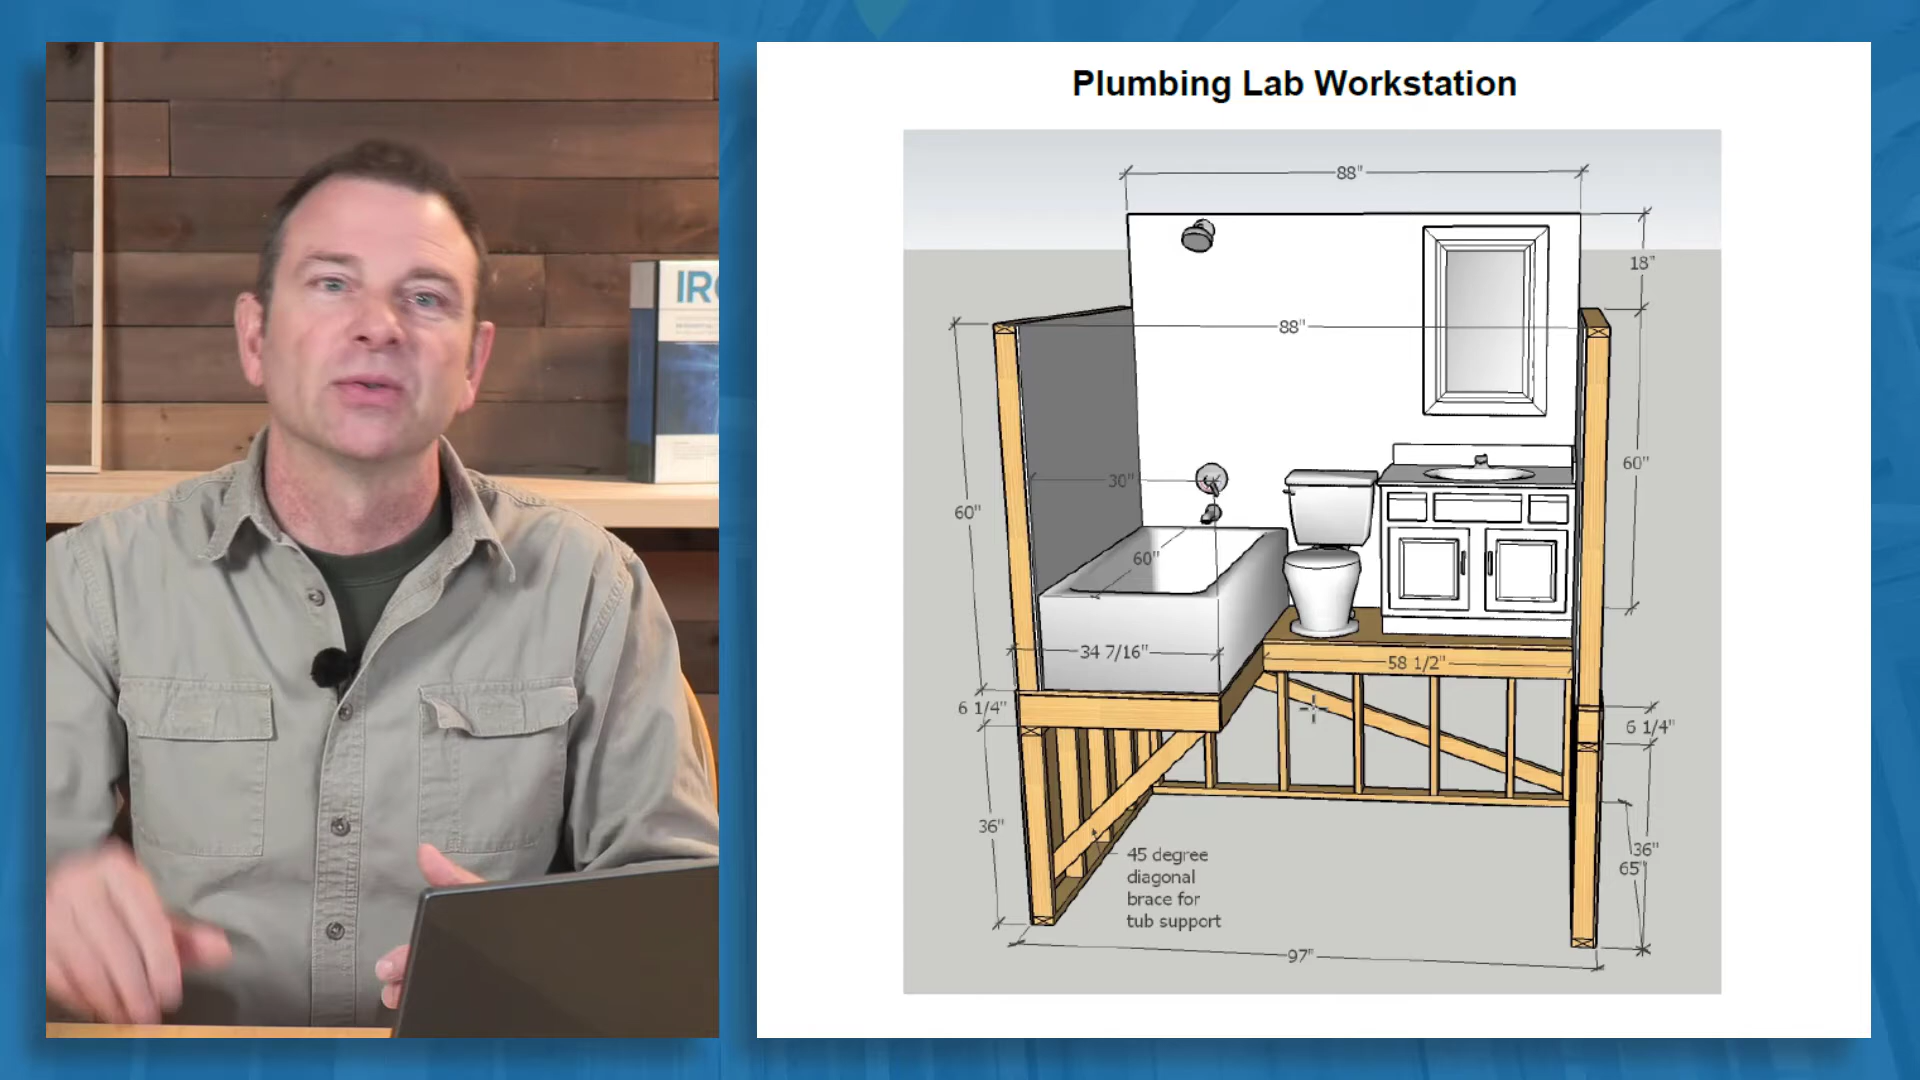 IR
Plumbing Lab Workstation
88"
18"
88"
60"
30"
60"
60"
34 7/16"
58 1/2"
6 1/4"
6 1/4"
36"
45 degree
diagonal
brace for
tub support
36"
65"
97"